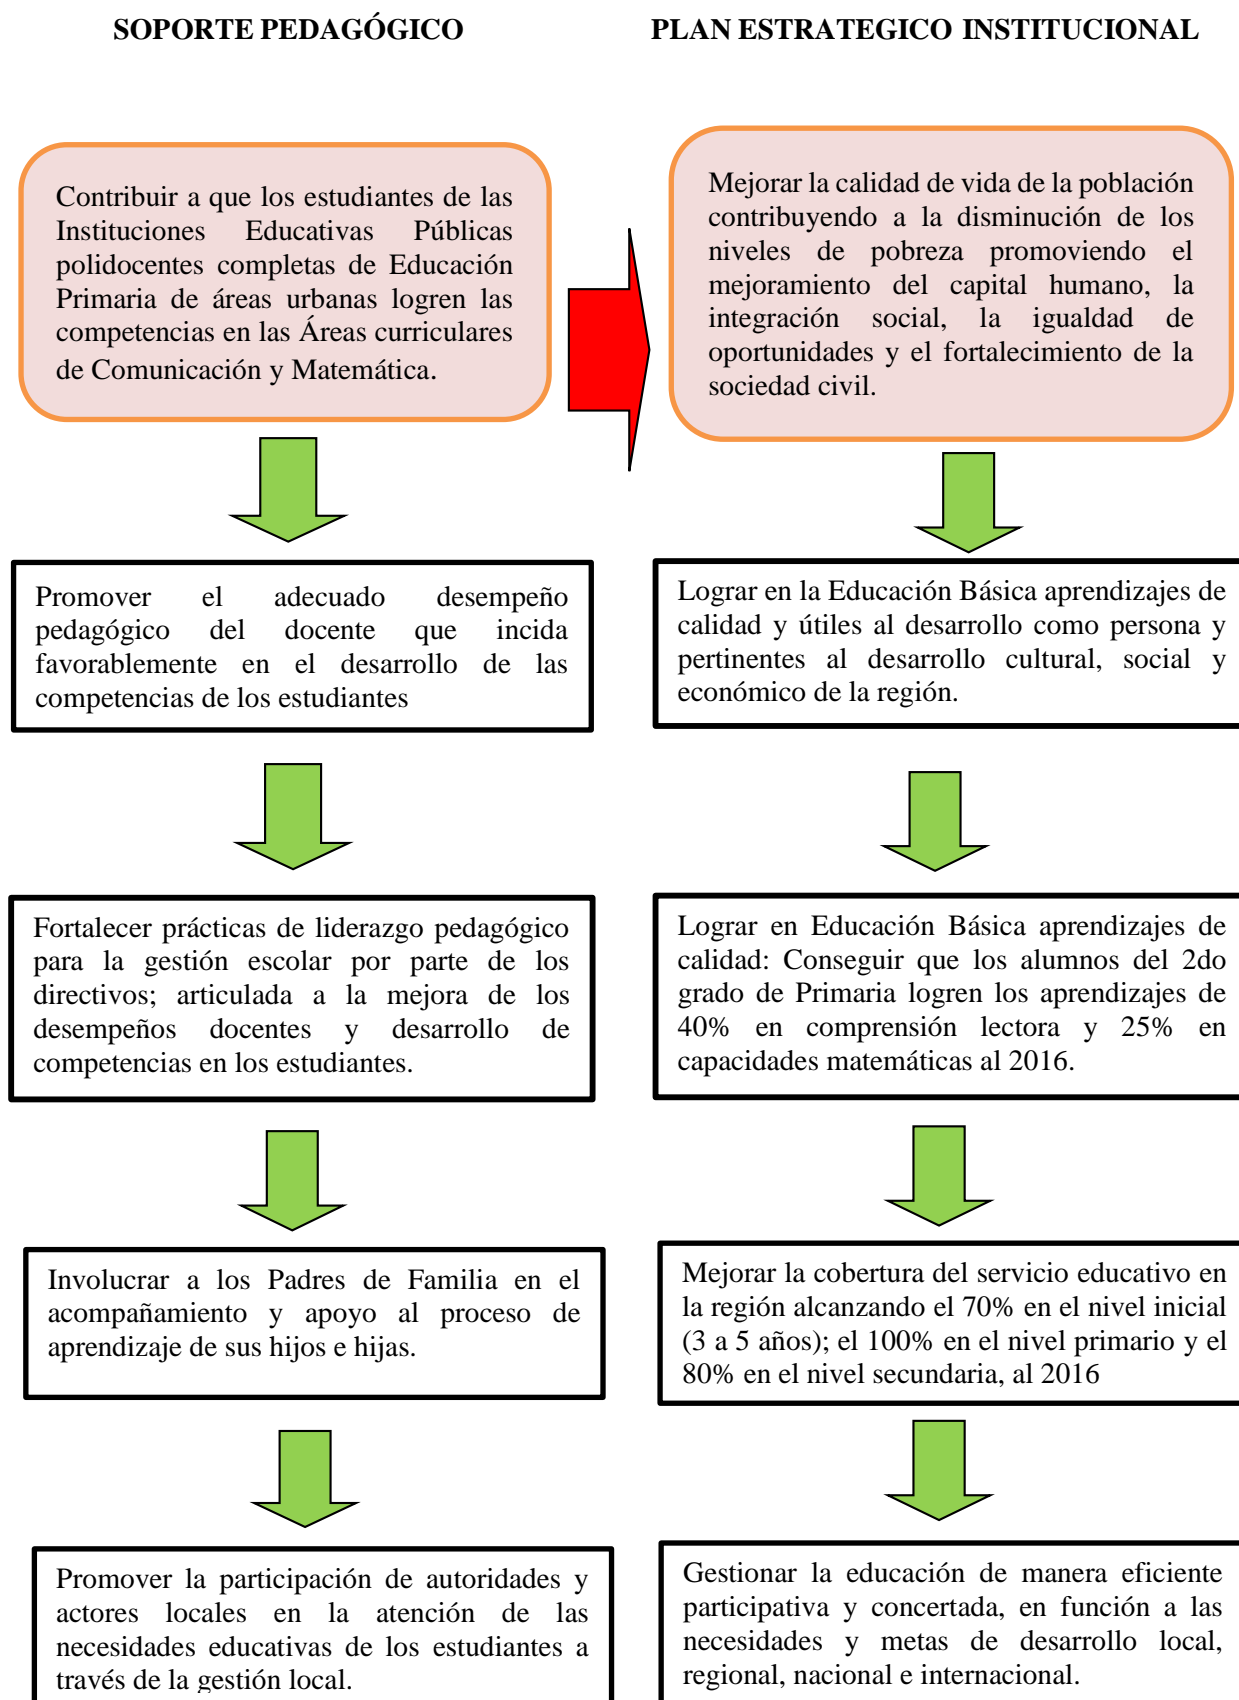 SOPORTE PEDAGÓGICO
Contribuir a que los estudiantes de las
Instituciones Educativas Públicas
polidocentes completas de Educación
Primaria de áreas urbanas logren las
competencias en las Áreas curriculares
de Comunicación y Matemática.
Promover el adecuado desempeño
pedagógico del docente que incida
favorablemente en el desarrollo de las
competencias de los estudiantes
Fortalecer prácticas de liderazgo pedagógico
para la gestión escolar por parte de los
directivos; articulada a la mejora de los
desempeños docentes y desarrollo de
competencias en los estudiantes.
Involucrar a los Padres de Familia en el
acompañamiento y apoyo al proceso de
aprendizaje de sus hijos e hijas.
Promover la participación de autoridades y
actores locales en la atención de las
necesidades educativas de los estudiantes a
través de la gestión local.
PLAN ESTRATEGICO INSTITUCIONAL
Mejorar la calidad de vida de la población
contribuyendo a la disminución de los
niveles de pobreza promoviendo el
mejoramiento del capital humano, la
integración social, la igualdad de
oportunidades y el fortalecimiento de la
sociedad civil.
Lograr en la Educación Básica aprendizajes de
calidad y útiles al desarrollo como persona y
pertinentes al desarrollo cultural, social y
económico de la región.
Lograr en Educación Básica aprendizajes de
calidad: Conseguir que los alumnos del 2do
grado de Primaria logren los aprendizajes de
40% en comprensión lectora y 25% en
capacidades matemáticas al 2016.
Mejorar la cobertura del servicio educativo en
la región alcanzando el 70% en el nivel inicial
(3 a 5 años); el 100% en el nivel primario y el
80% en el nivel secundaria, al 2016
Gestionar la educación de manera eficiente
participativa y concertada, en función a las
necesidades y metas de desarrollo local,
regional, nacional e internacional.